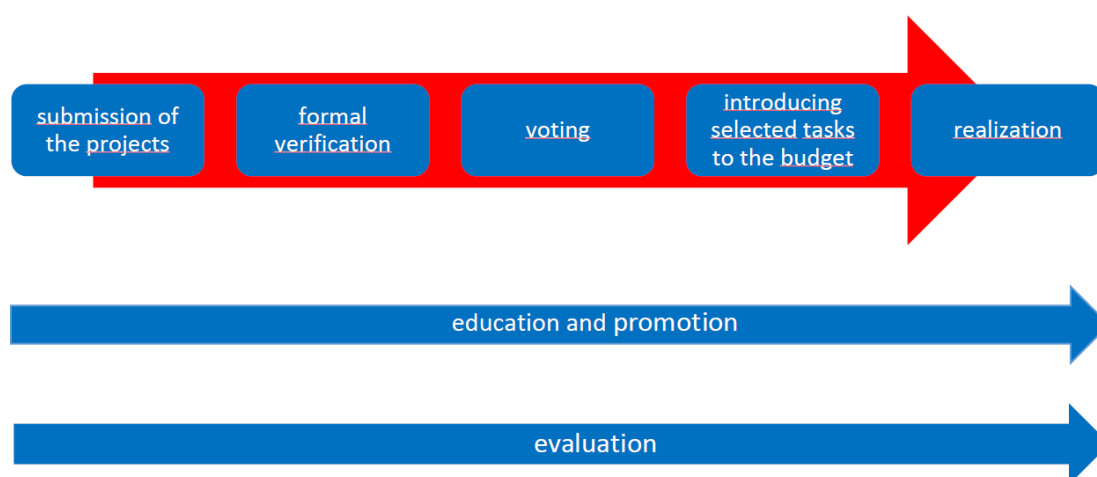 submission of
the projects
formal
verification
voting
introducing
selected tasks
to the budget
realization
education and promotion
evaluation